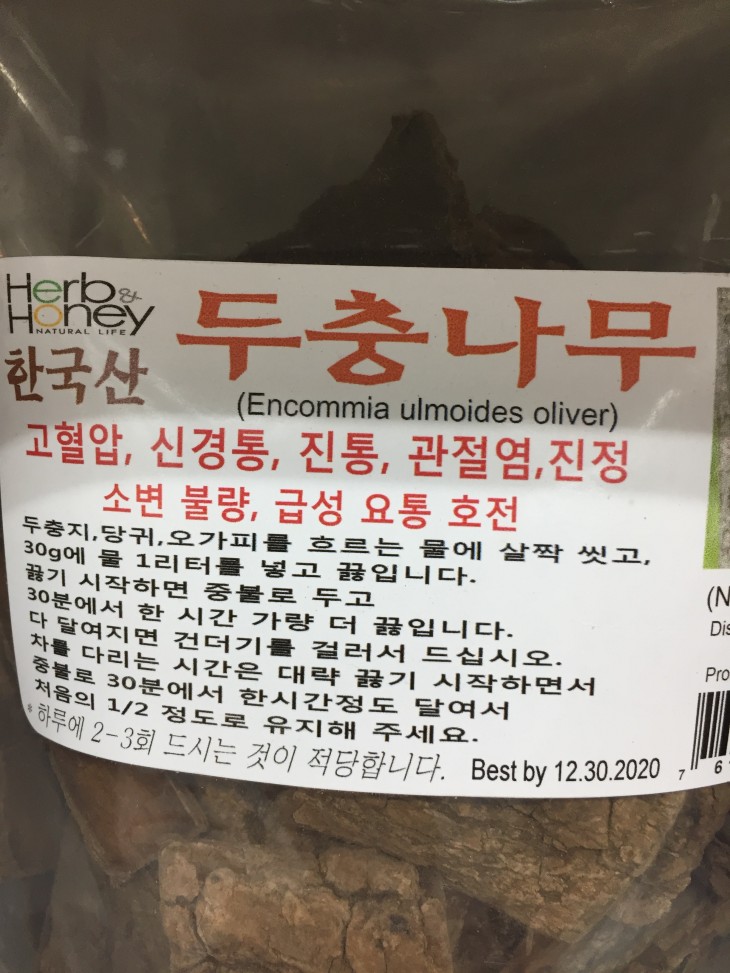 Herb &
Honey
NATURAL LIFE
한국산
두충나무
(Encommia ulmoides oliver)
고혈압, 신경통, 진통, 관절염,진정
소변 불량, 급성 요통 호전
두충지,당귀,오가피를 흐르는 물에 살짝 씻고,
30g에 물 1리터를 넣고 끓입니다.
끓기 시작하면 중불로 두고
30분에서 한 시간 가량 더 끓입니다.
다 달여지면 건더기를 걸러서 드십시오.
차를 다리는 시간은 대략 끓기 시작하면서
중불로 30분에서 한시간정도 달여서
처음의 1/2 정도로 유지해 주세요.
* 하루에 2-3회 드시는 것이 적당합니다.
Best by 12.30.2020
(N
Dis
Pro
7 6